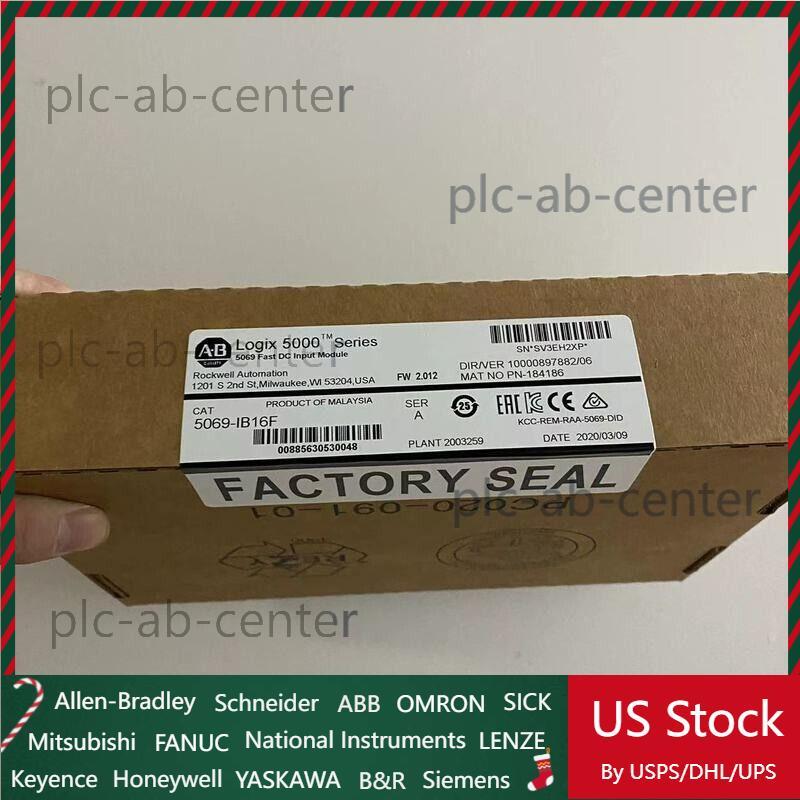 plc-ab-center
plc-ab-center
plc-ab-center
AB Logix 5000™ Series
5069 Fast DC Input Module
Rockwell Automation
1201 S 2nd St,Milwaukee,WI 53204,USA
FW 2.012
SN*SV3EH2XP*
DIR/VER 10000897882/06
MAT NO PN-184186
PRODUCT OF MALAYSIA
CAT
5069-IB16F
00885630530048
SER
A
25
PLANT 2003259
EAC CE
KCC-REM-RAA-5069-DID
DATE 2020/03/09
FACTORY SEAL
plc-ab-center
plc-ab-center
Allen-Bradley Schneider ABB OMRON SICK
Mitsubishi FANUC National Instruments LENZE
Keyence Honeywell YASKAWA B&R Siemens
US Stock
By USPS/DHL/UPS